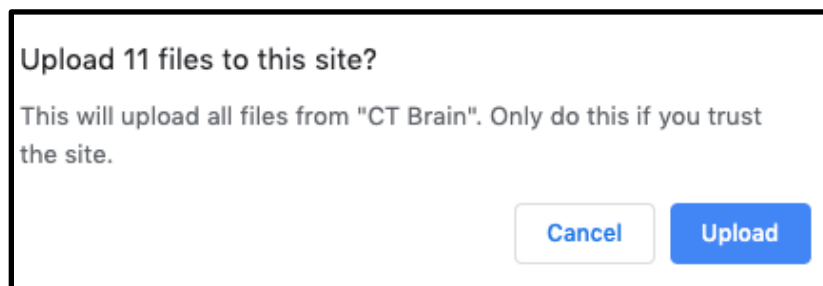 Upload 11 files to this site?
This will upload all files from "CT Brain". Only do this if you trust
the site.
Cancel
Upload